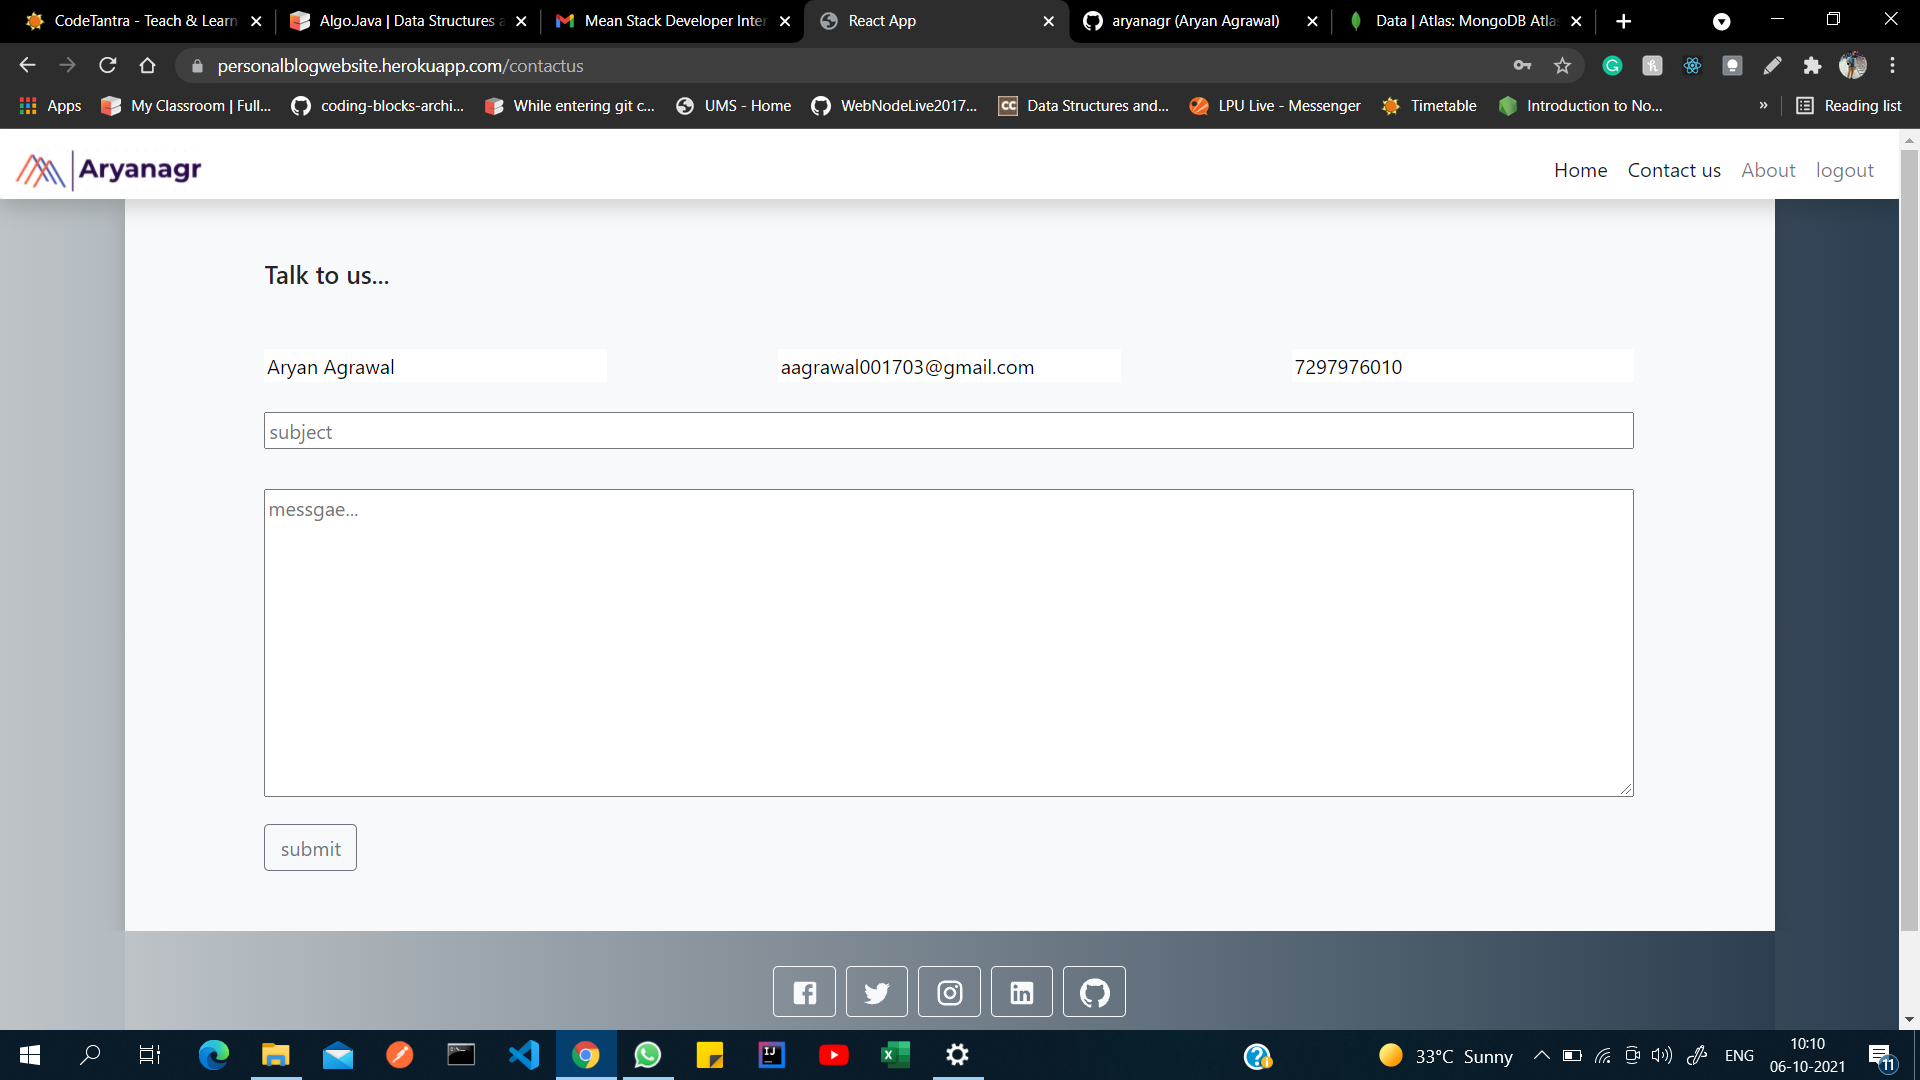 CodeTantra - Teach & Learn
Algo.Java | Data Structures a
Mean Stack Developer Inter
React App
aryanagr (Aryan Agrawal)
Data | Atlas: MongoDB Atlas
personalblogwebsite.herokuapp.com/contactus
Apps
My Classroom | Full...
coding-blocks-archi...
While entering git c...
UMS - Home
WebNodeLive2017...
CC
Data Structures and...
LPU Live - Messenger
Timetable
Introduction to No...
»
Reading list
Aryanagr
Home
Contact us
About
logout
Talk to us...
Aryan Agrawal
aagrawal001703@gmail.com
7297976010
subject
messgae...
submit
33°C Sunny
ENG
10:10
06-10-2021
11